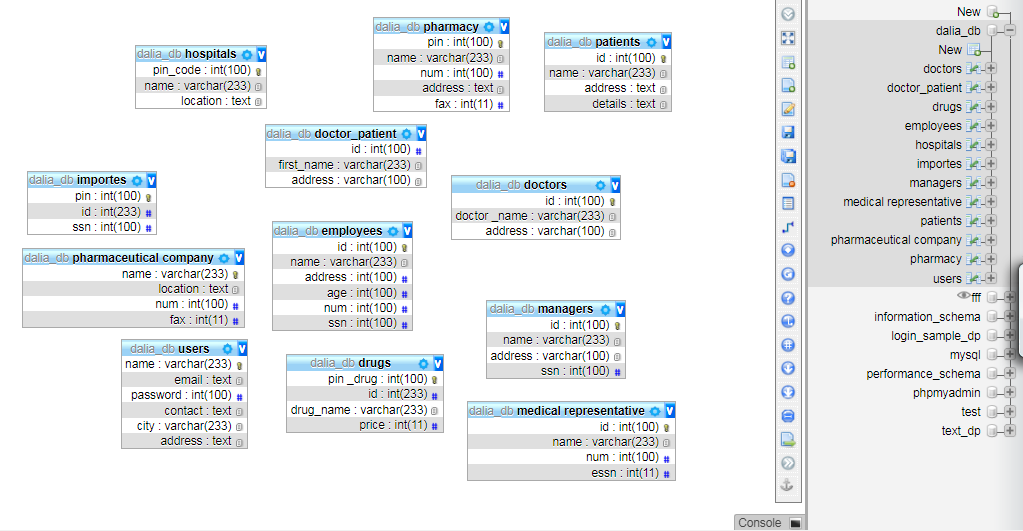 dalia_db hospitals
pin_code : int(100)
name : varchar(233)
location : text
dalia_db pharmacy
pin : int(100)
name : varchar(233)
num : int(100)
address : text
fax : int(11)
dalia_db patients
id : int(100)
name : varchar(233)
address : text
details : text
dalia_db doctor_patient
id : int(100)
first_name : varchar(233)
address : varchar(100)
dalia_db importes
pin : int(100)
id : int(233)
ssn : int(100)
dalia_db doctors
id : int(100)
doctor _name : varchar(233)
address : varchar(100)
dalia_db employees
id : int(100)
name : varchar(233)
address : int(100)
age : int(100)
num : int(100)
ssn : int(100)
dalia_db pharmaceutical company
name : varchar(233)
location : text
num : int(100)
fax : int(11)
dalia_db managers
id : int(100)
name : varchar(233)
address : varchar(100)
ssn : int(100)
dalia_db users
name : varchar(233)
email : text
password : int(100)
contact : text
city : varchar(233)
address : text
dalia_db drugs
pin _drug : int(100)
id : int(233)
drug_name : varchar(233)
price : int(11)
dalia_db medical representative
id : int(100)
name : varchar(233)
num : int(100)
essn : int(11)
Console
New
dalia_db
New
doctors
doctor_patient
drugs
employees
hospitals
importes
managers
medical representative
patients
pharmaceutical company
pharmacy
users
fff
information_schema
login_sample_dp
mysql
performance_schema
phpmyadmin
test
text_dp